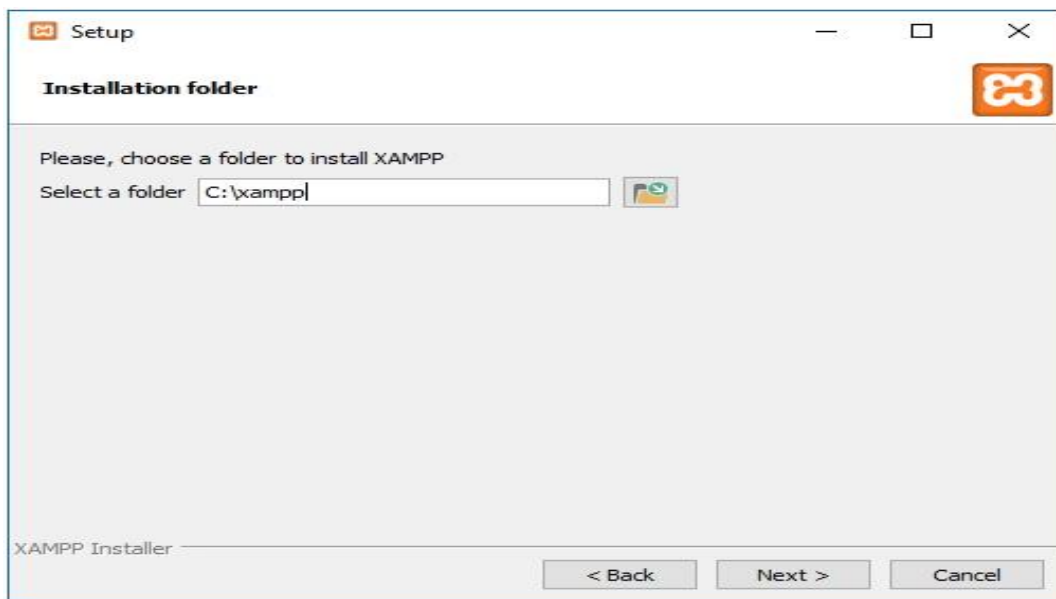 Setup
Installation folder
Please, choose a folder to install XAMPP
Select a folder C:\xampp
XAMPP Installer
< Back Next > Cancel